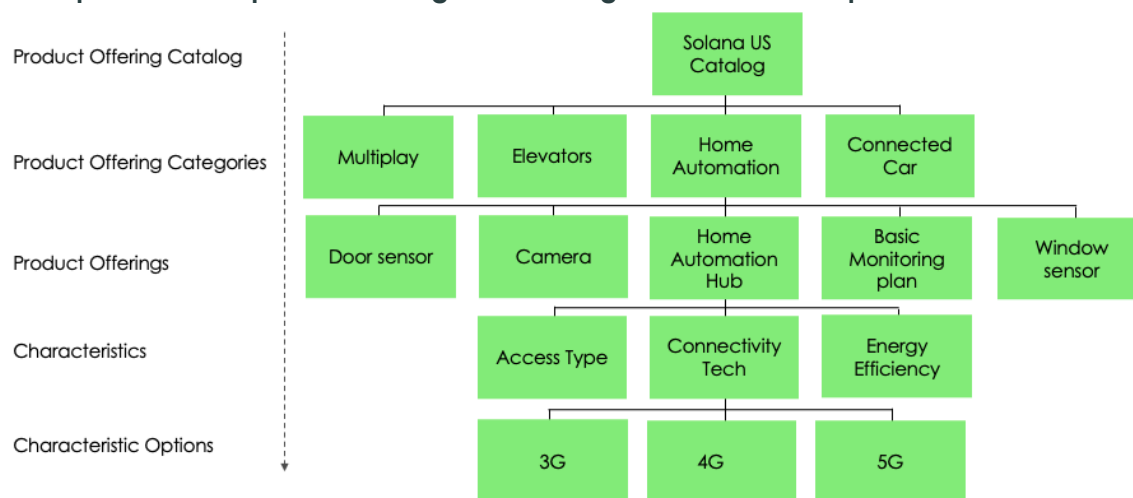 Product Offering Catalog
Solana US
Catalog
Product Offering Categories
Multiplay
Elevators
Home
Automation
Connected
Car
Product Offerings
Door sensor
Camera
Home
Automation
Hub
Basic
Monitoring
plan
Window
sensor
Characteristics
Access Type
Connectivity
Tech
Energy
Efficiency
Characteristic Options
3G
4G
5G